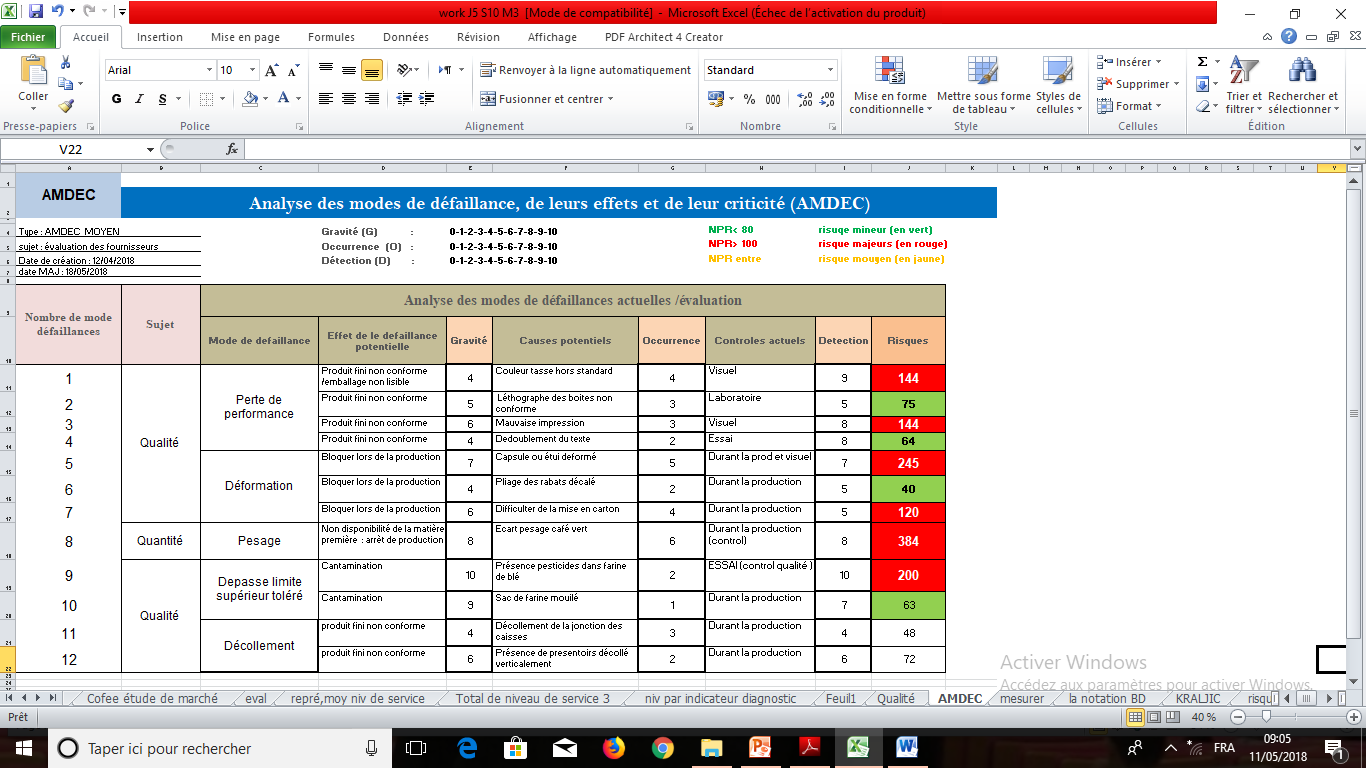 work J5 S10 M3 [Mode de compatibilité] - Microsoft Excel (Échec de l'activation du produit)
Fichier Accueil Insertion Mise en page Formules Données Révision Affichage PDF Architect 4 Creator
Coller
Arial 10
Renvoyer à la ligne automatiquement
Standard
G I S
Fusionner et centrer
% 000
Mise en forme conditionnelle
Mettre sous forme de tableau
Styles de cellules
Insérer
Supprimer
Format
Trier et filtrer
Rechercher et sélectionner
Presse-papiers Police Alignement Nombre Style Cellules Édition
V22 fx
A B C D E F G H I J K L M N O P Q R S T U V
AMDEC
Analyse des modes de défaillance, de leurs effets et de leur criticité (AMDEC)
Type : AMDEC MOYEN
sujet : évaluation des fournisseurs
Date de création : 12/04/2018
date MAJ : 18/05/2018
Gravité (G) : 0-1-2-3-4-5-6-7-8-9-10
Occurrence (O) : 0-1-2-3-4-5-6-7-8-9-10
Détection (D) : 0-1-2-3-4-5-6-7-8-9-10
NPR< 80 risuqe mineur (en vert)
NPR> 100 risque majeurs (en rouge)
NPR entre risque mouyen (en jaune)
Analyse des modes de défaillances actuelles /évaluation
Nombre de mode défaillances Sujet Mode de defaillance Effet de le defaillance potentielle Gravité Causes potentiels Occurrence Controles actuels Detection Risques
1 Qualité Perte de performance Produit fini non conforme /emballage non lisible 4 Couleur tasse hors standard 4 Visuel 9 144
2 Produit fini non conforme 5 Léthographe des boites non conforme 3 Laboratoire 5 75
3 Produit fini non conforme 6 Mauvaise impression 3 Visuel 8 144
4 Produit fini non conforme 4 Dedoublement du texte 2 Essai 8 64
5 Déformation Bloquer lors de la production 7 Capsule ou étui deformé 5 Durant la prod et visuel 7 245
6 Bloquer lors de la production 4 Pliage des rabats décalé 2 Durant la production 5 40
7 Bloquer lors de la production 6 Difficulter de la mise en carton 4 Durant la production 5 120
8 Quantité Pesage Non disponibilité de la matière première : arrêt de production 8 Ecart pesage café vert 6 Durant la production (control) 8 384
9 Qualité Depasse limite supérieur toléré Cantamination 10 Présence pesticides dans farine de blé 2 ESSAI (control qualité ) 10 200
10 Cantamination 9 Sac de farine mouilé 1 Durant la production 7 63
11 Décollement produit fini non conforme 4 Décollement de la jonction des caisses 3 Durant la production 4 48
12 produit fini non conforme 6 Présence de presentoirs décollé verticalement 2 Durant la production 6 72
Activer Windows
Accédez aux paramètres pour activer Windows.
Cofee étude de marché eval repré,moy niv de service Total de niveau de service 3 niv par indicateur diagnostic Feuil1 Qualité AMDEC mesurer la notation BD KRALJIC risqu
Prêt 40 %
Taper ici pour rechercher
FRA
09:05
11/05/2018
1